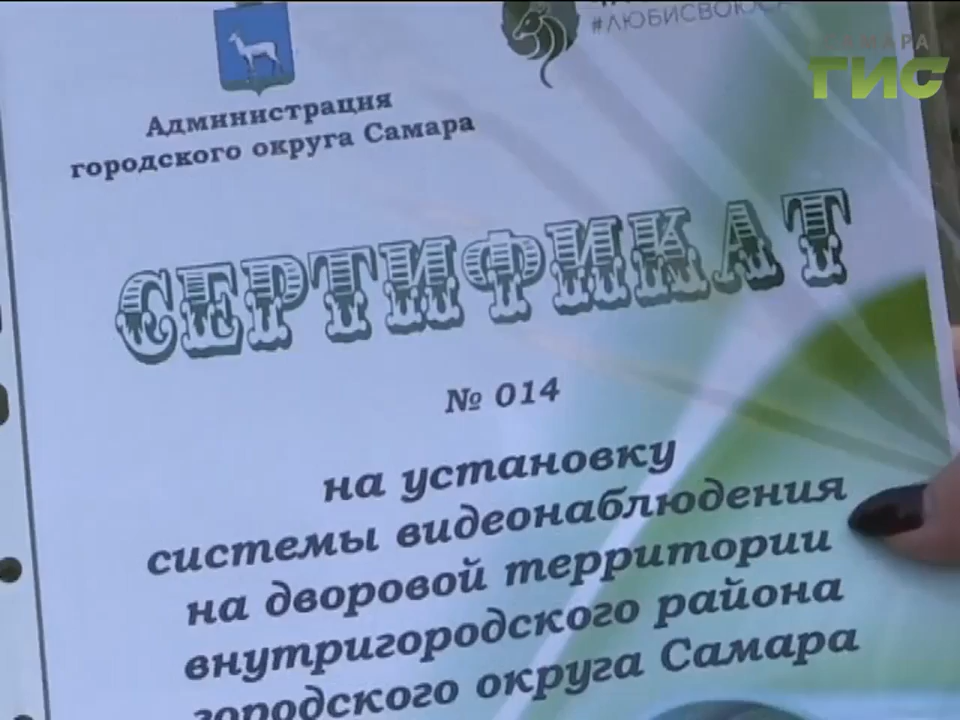 #ЛЮБИСВОЮ
САМАРА
ГИС
Администрация
городского округа Самара
СЕРТИФИКАТ
№ 014
на установку
системы видеонаблюдения
на дворовой территории
внутригородского района
городского округа Самара